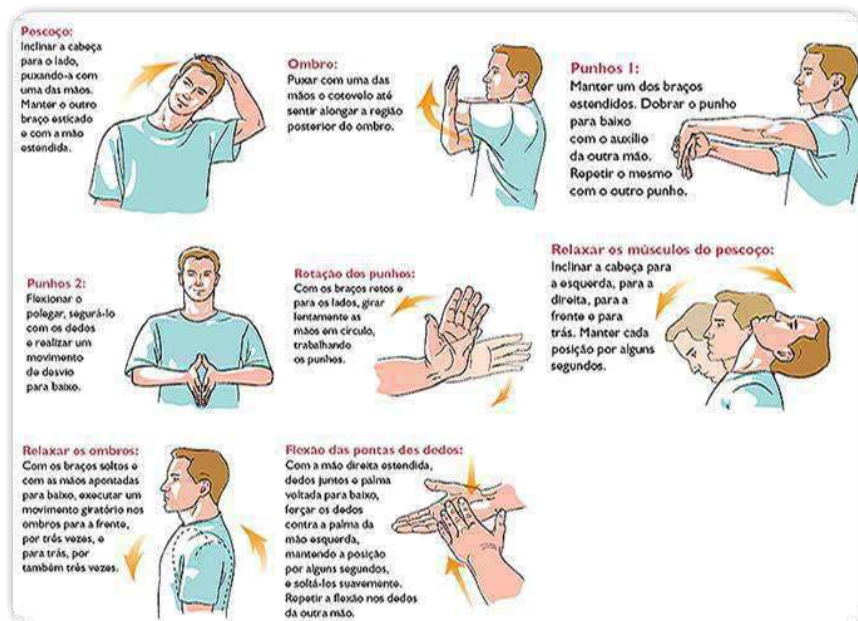 Pescoço:
Inclinar a cabeça
para o lado,
puxando-a com
uma das mãos.
Manter o outro
braço esticado
e com a mão
estendida.
Ombro:
Puxar com uma das
mãos o cotovelo até
sentir alongar a região
posterior do ombro.
Punhos 1:
Manter um dos braços
estendidos. Dobrar o punho
para baixo
com o auxílio
da outra mão.
Repetir o mesmo
com o outro punho.
Punhos 2:
Flexionar o
polegar, segurá-lo
com os dedos
e realizar um
movimento
de desvio
para baixo.
Rotação dos punhos:
Com os braços retos e
para os lados, girar
lentamente as
mãos em círculo,
trabalhando
os punhos.
Relaxar os músculos do pescoço:
Inclinar a cabeça para
a esquerda, para a
direita, para a
frente e para
trás. Manter cada
posição por alguns
segundos.
Relaxar os ombros:
Com os braços soltos e
com as mãos apontadas
para baixo, executar um
movimento giratório nos
ombros para a frente,
por três vezes, e
para trás, por
também três vezes.
Flexão das pontas dos dedos:
Com a mão direita estendida,
dedos juntos e palma
voltada para baixo,
forçar os dedos
contra a palma da
mão esquerda,
mantendo a posição
por alguns segundos,
e soltá-los suavemente.
Repetir a flexão nos dedos
da outra mão.